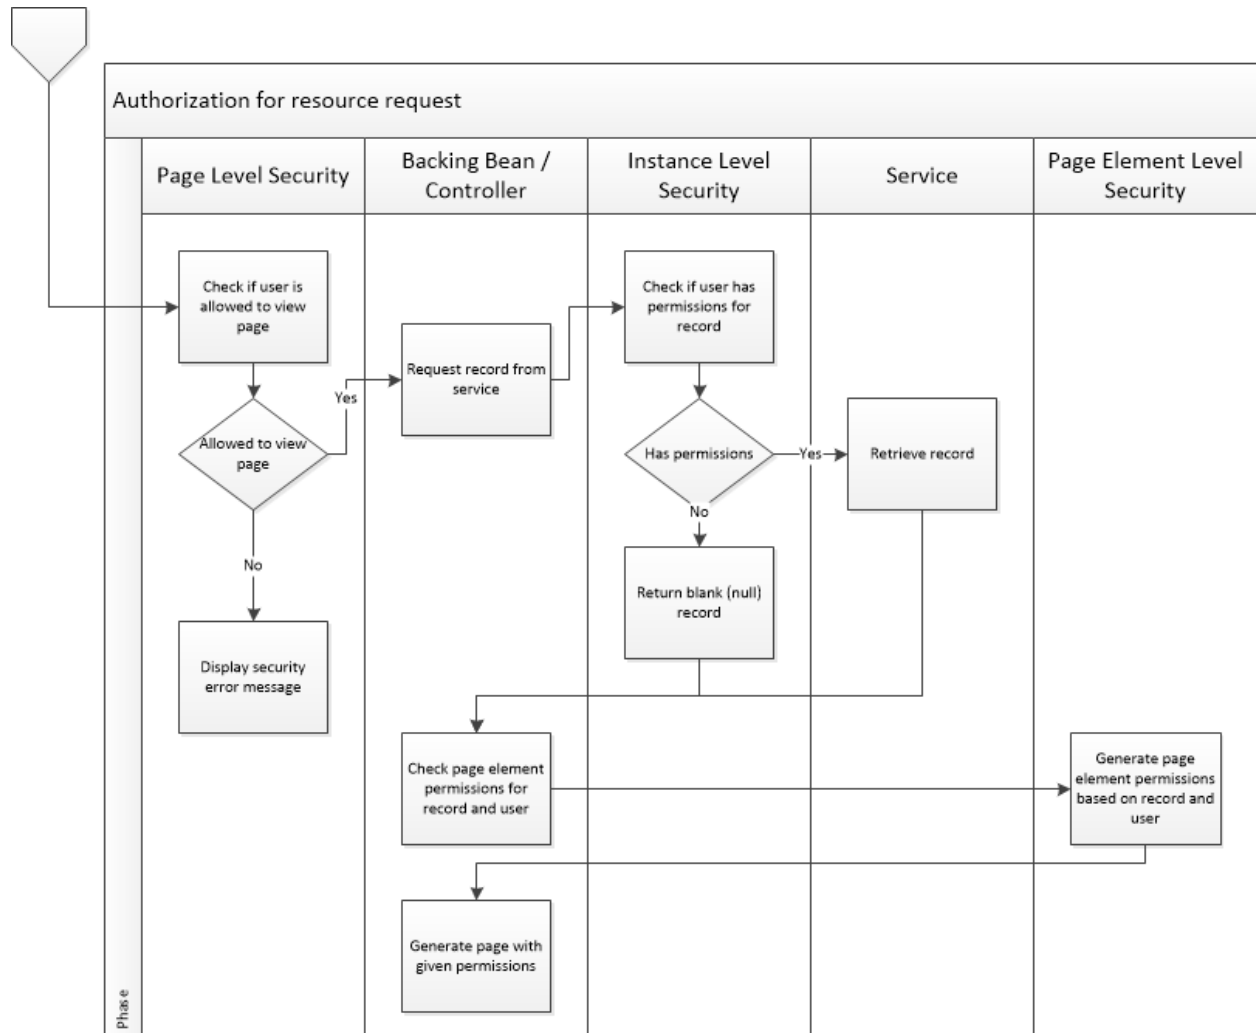 Authorization for resource request
Page Level Security
Backing Bean /
Controller
Instance Level
Security
Service
Page Element Level
Security
Check if user is
allowed to view
page
Check if user has
permissions for
record
Request record from
service
Yes
Allowed to view
page
Has permissions
Yes
Retrieve record
No
No
Return blank (null)
record
Display security
error message
Check page element
permissions for
record and user
Generate page
element permissions
based on record and
user
Generate page with
given permissions
Phase